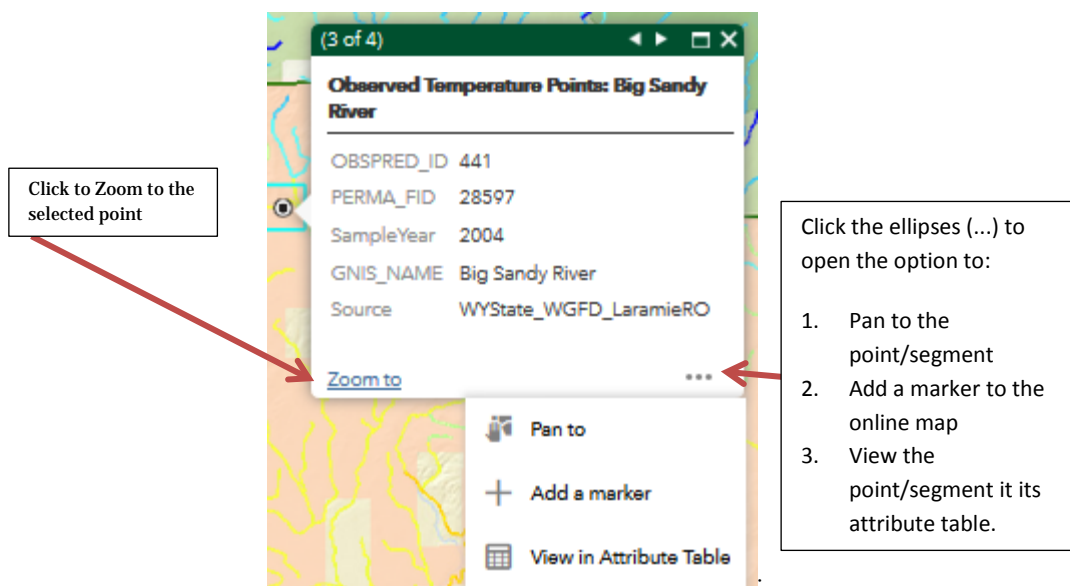 (3 of 4)
Observed Temperature Points: Big Sandy
River
OBSPRED_ID 441
PERMA_FID 28597
SampleYear 2004
GNIS_NAME Big Sandy River
Source WYState_WGFD_LaramieRO
Zoom to
...
Pan to
Add a marker
View in Attribute Table
.
Click to Zoom to the
selected point
Click the ellipses (...) to
open the option to:
1. Pan to the
point/segment
2. Add a marker to the
online map
3. View the
point/segment it its
attribute table.